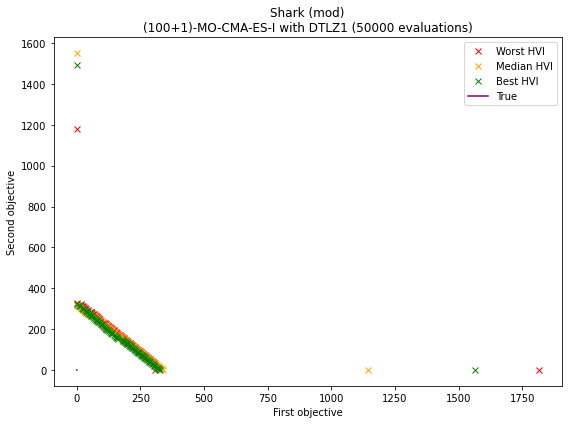 Shark (mod)
(100+1)-MO-CMA-ES-I with DTLZ1 (50000 evaluations)
Worst HVI
Median HVI
Best HVI
True
Second objective
1600
1400
1200
1000
800
600
400
200
0
0 250 500 750 1000 1250 1500 1750
First objective